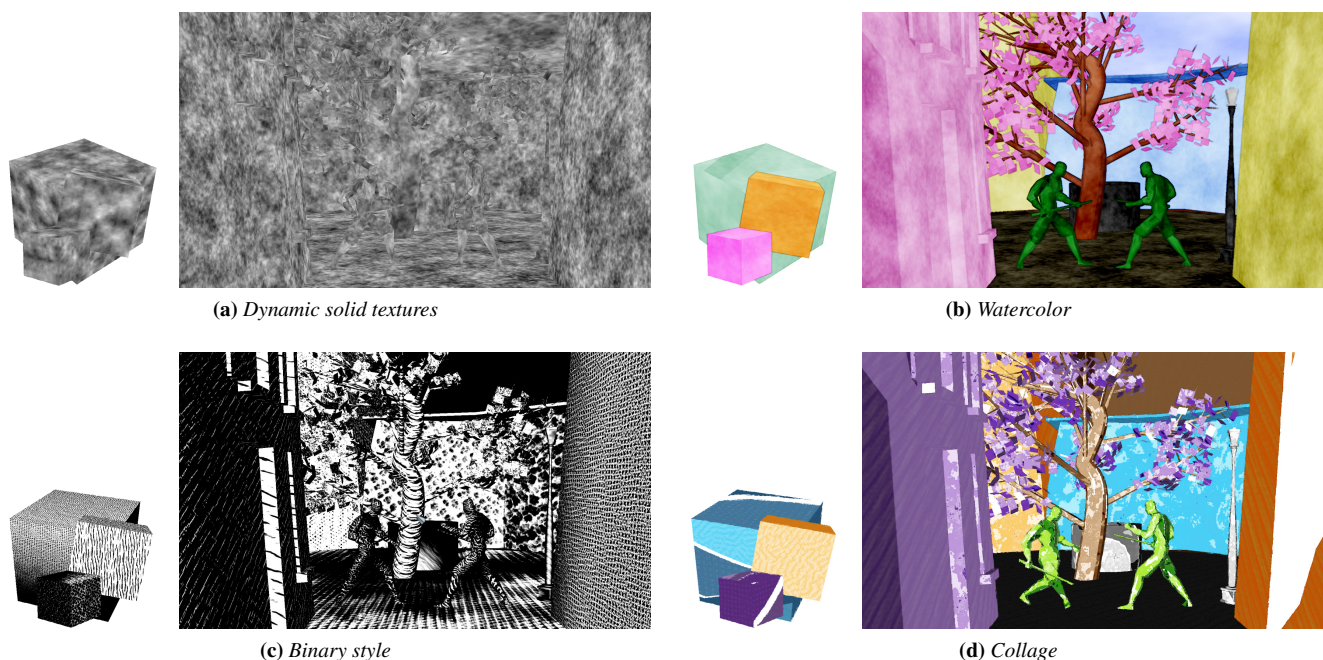 (a) Dynamic solid textures
(b) Watercolor
(c) Binary style
(d) Collage